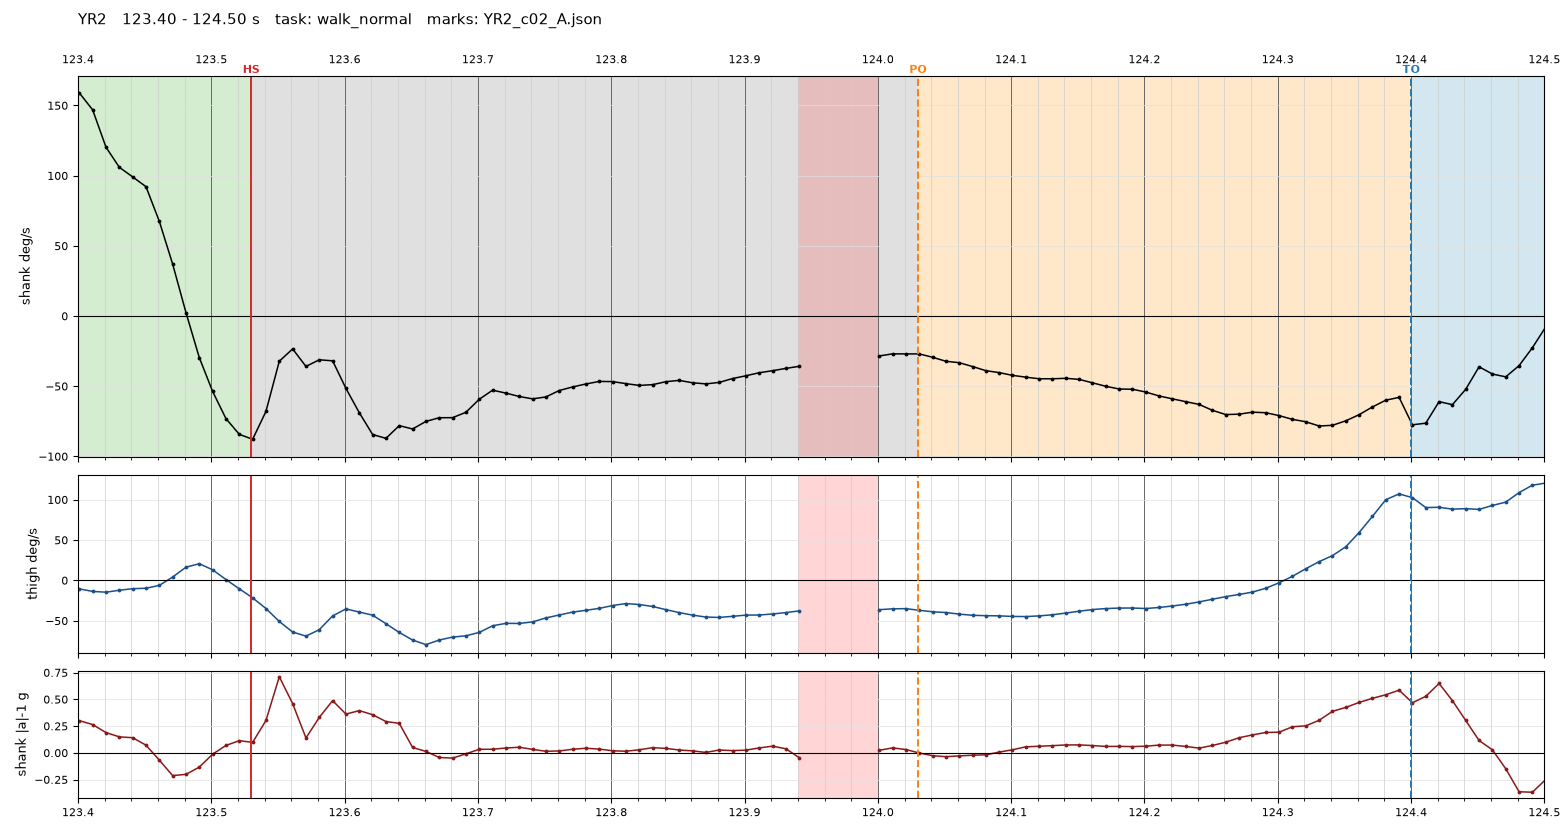 YR2   123.40 - 124.50 s   task: walk_normal   marks: YR2_c02_A.json
123.4 123.5 123.6 123.7 123.8 123.9 124.0 124.1 124.2 124.3 124.4 124.5
HS PO TO
150
100
50
0
−50
−100
shank deg/s
100
50
0
−50
thigh deg/s
0.75
0.50
0.25
0.00
−0.25
shank |a|-1 g
123.4 123.5 123.6 123.7 123.8 123.9 124.0 124.1 124.2 124.3 124.4 124.5